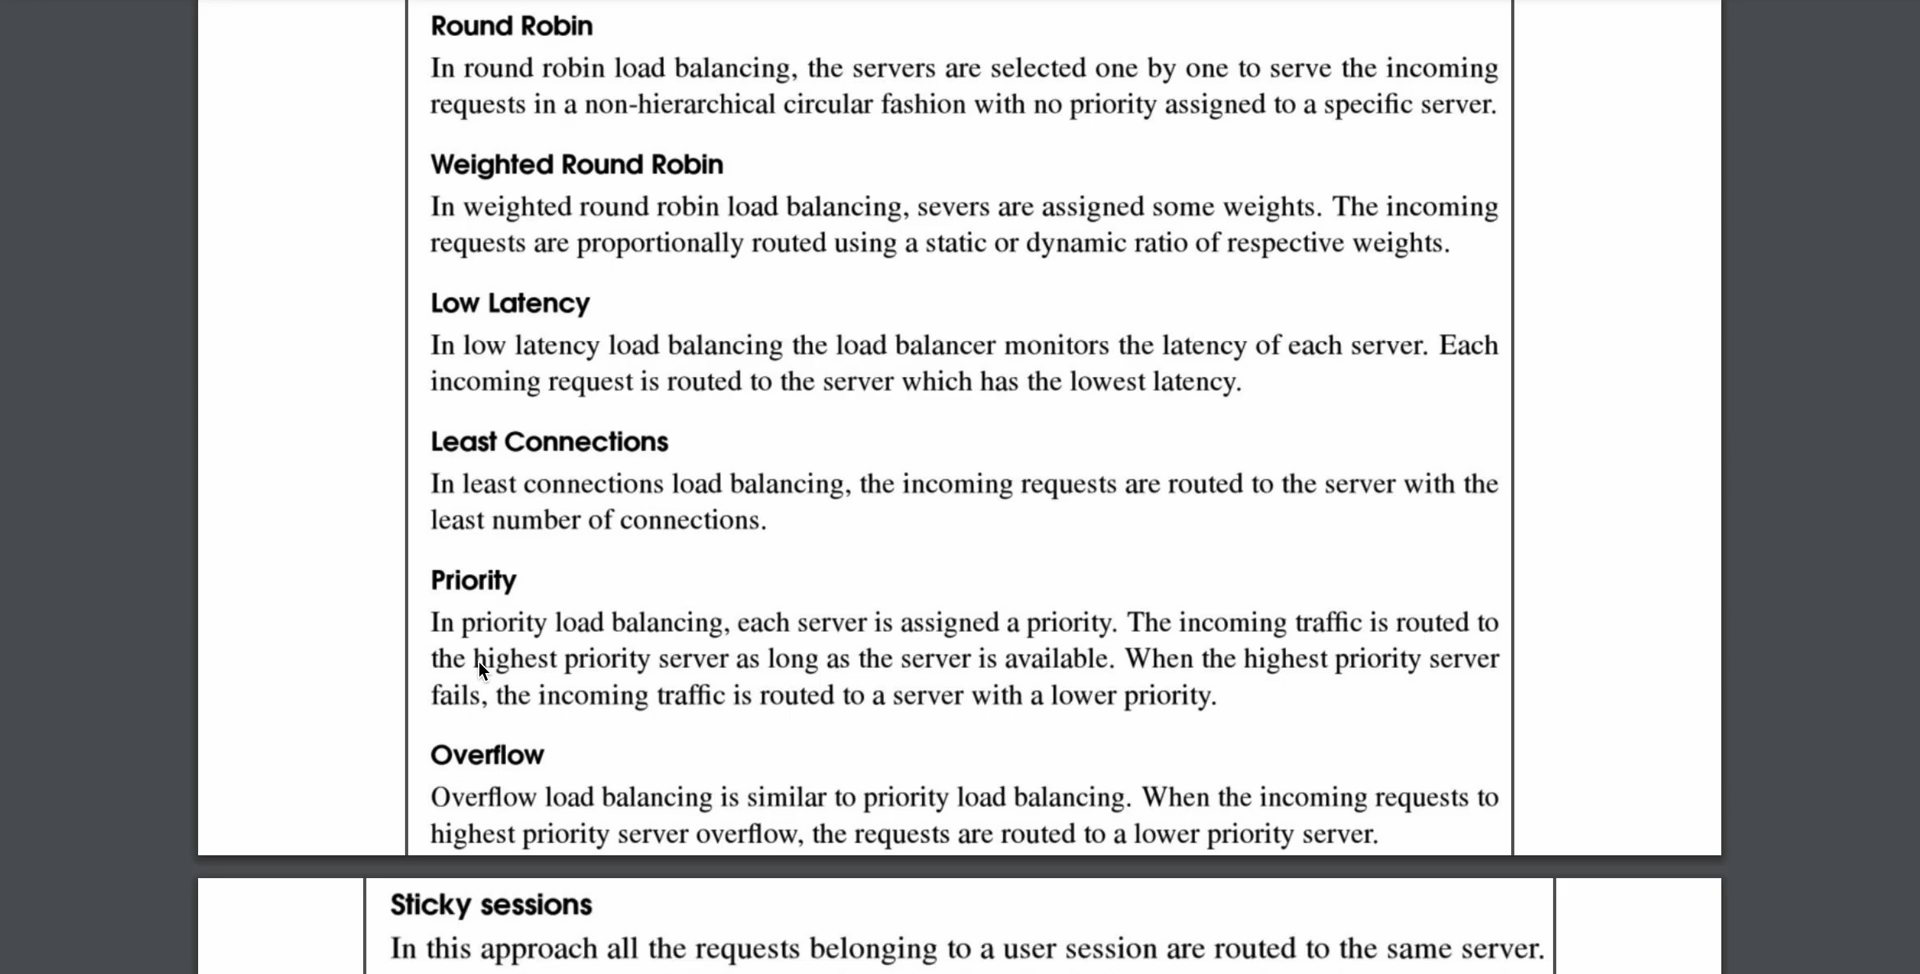 Round Robin
In round robin load balancing, the servers are selected one by one to serve the incoming
requests in a non-hierarchical circular fashion with no priority assigned to a specific server.
Weighted Round Robin
In weighted round robin load balancing, severs are assigned some weights. The incoming
requests are proportionally routed using a static or dynamic ratio of respective weights.
Low Latency
In low latency load balancing the load balancer monitors the latency of each server. Each
incoming request is routed to the server which has the lowest latency.
Least Connections
In least connections load balancing, the incoming requests are routed to the server with the
least number of connections.
Priority
In priority load balancing, each server is assigned a priority. The incoming traffic is routed to
the highest priority server as long as the server is available. When the highest priority server
fails, the incoming traffic is routed to a server with a lower priority.
Overflow
Overflow load balancing is similar to priority load balancing. When the incoming requests to
highest priority server overflow, the requests are routed to a lower priority server.
Sticky sessions
In this approach all the requests belonging to a user session are routed to the same server.